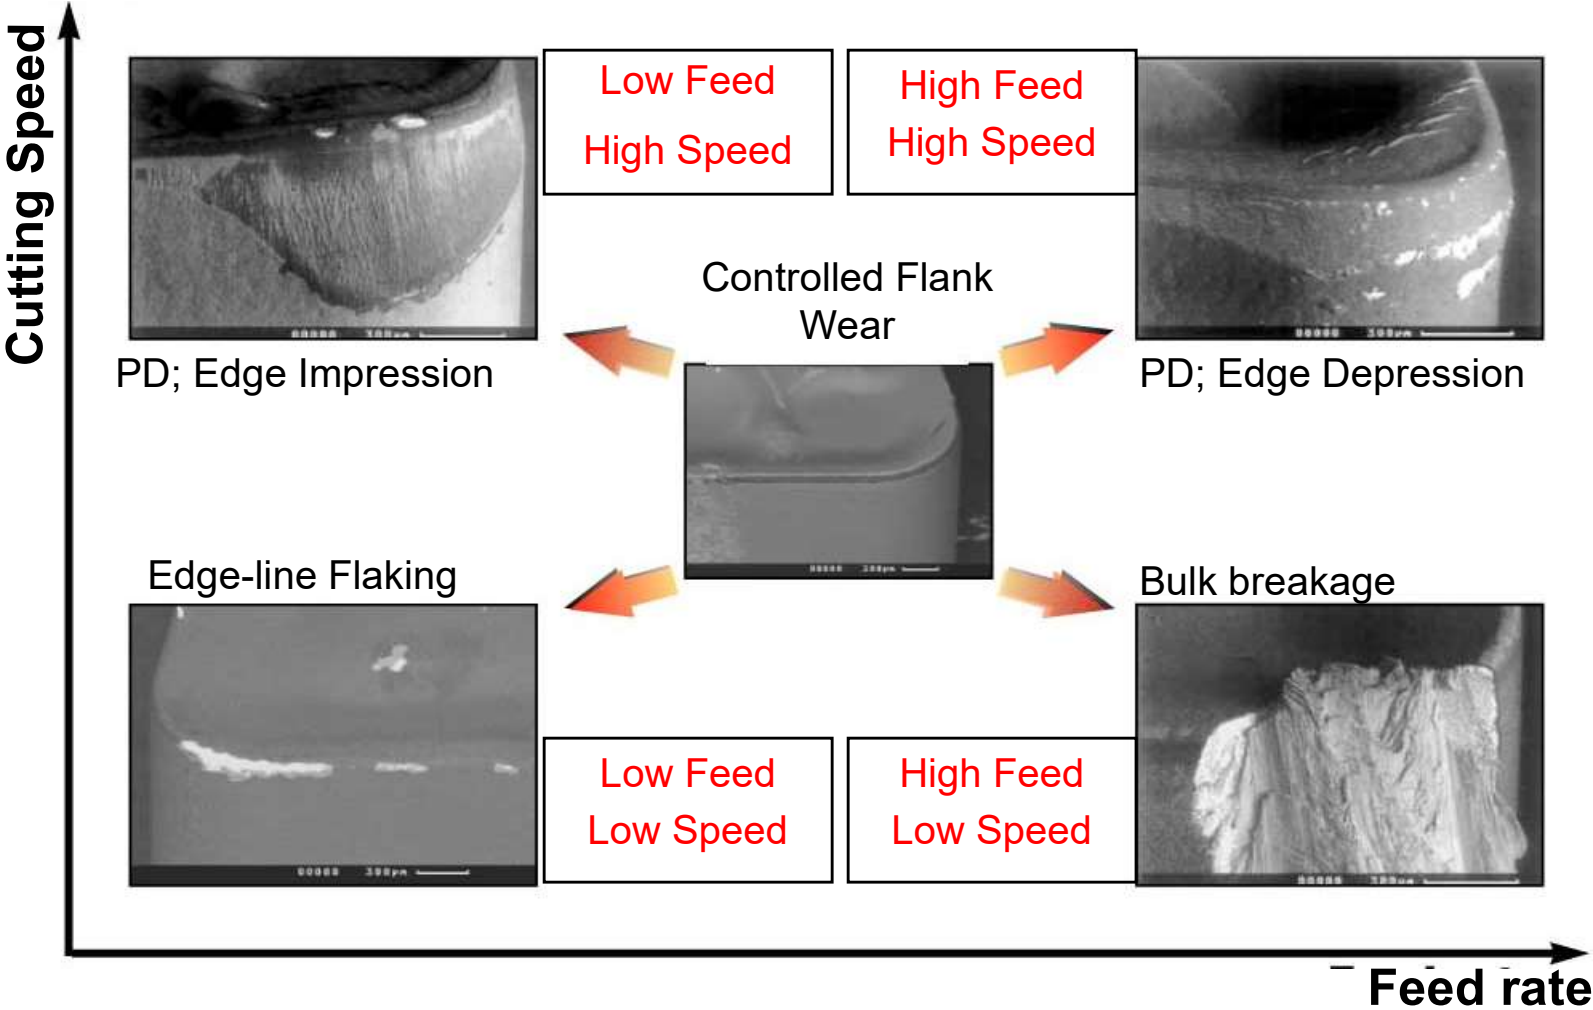 Cutting Speed
Low Feed
High Speed
High Feed
High Speed
Controlled Flank
Wear
PD; Edge Impression
PD; Edge Depression
Edge-line Flaking
Bulk breakage
Low Feed
Low Speed
High Feed
Low Speed
Feed rate